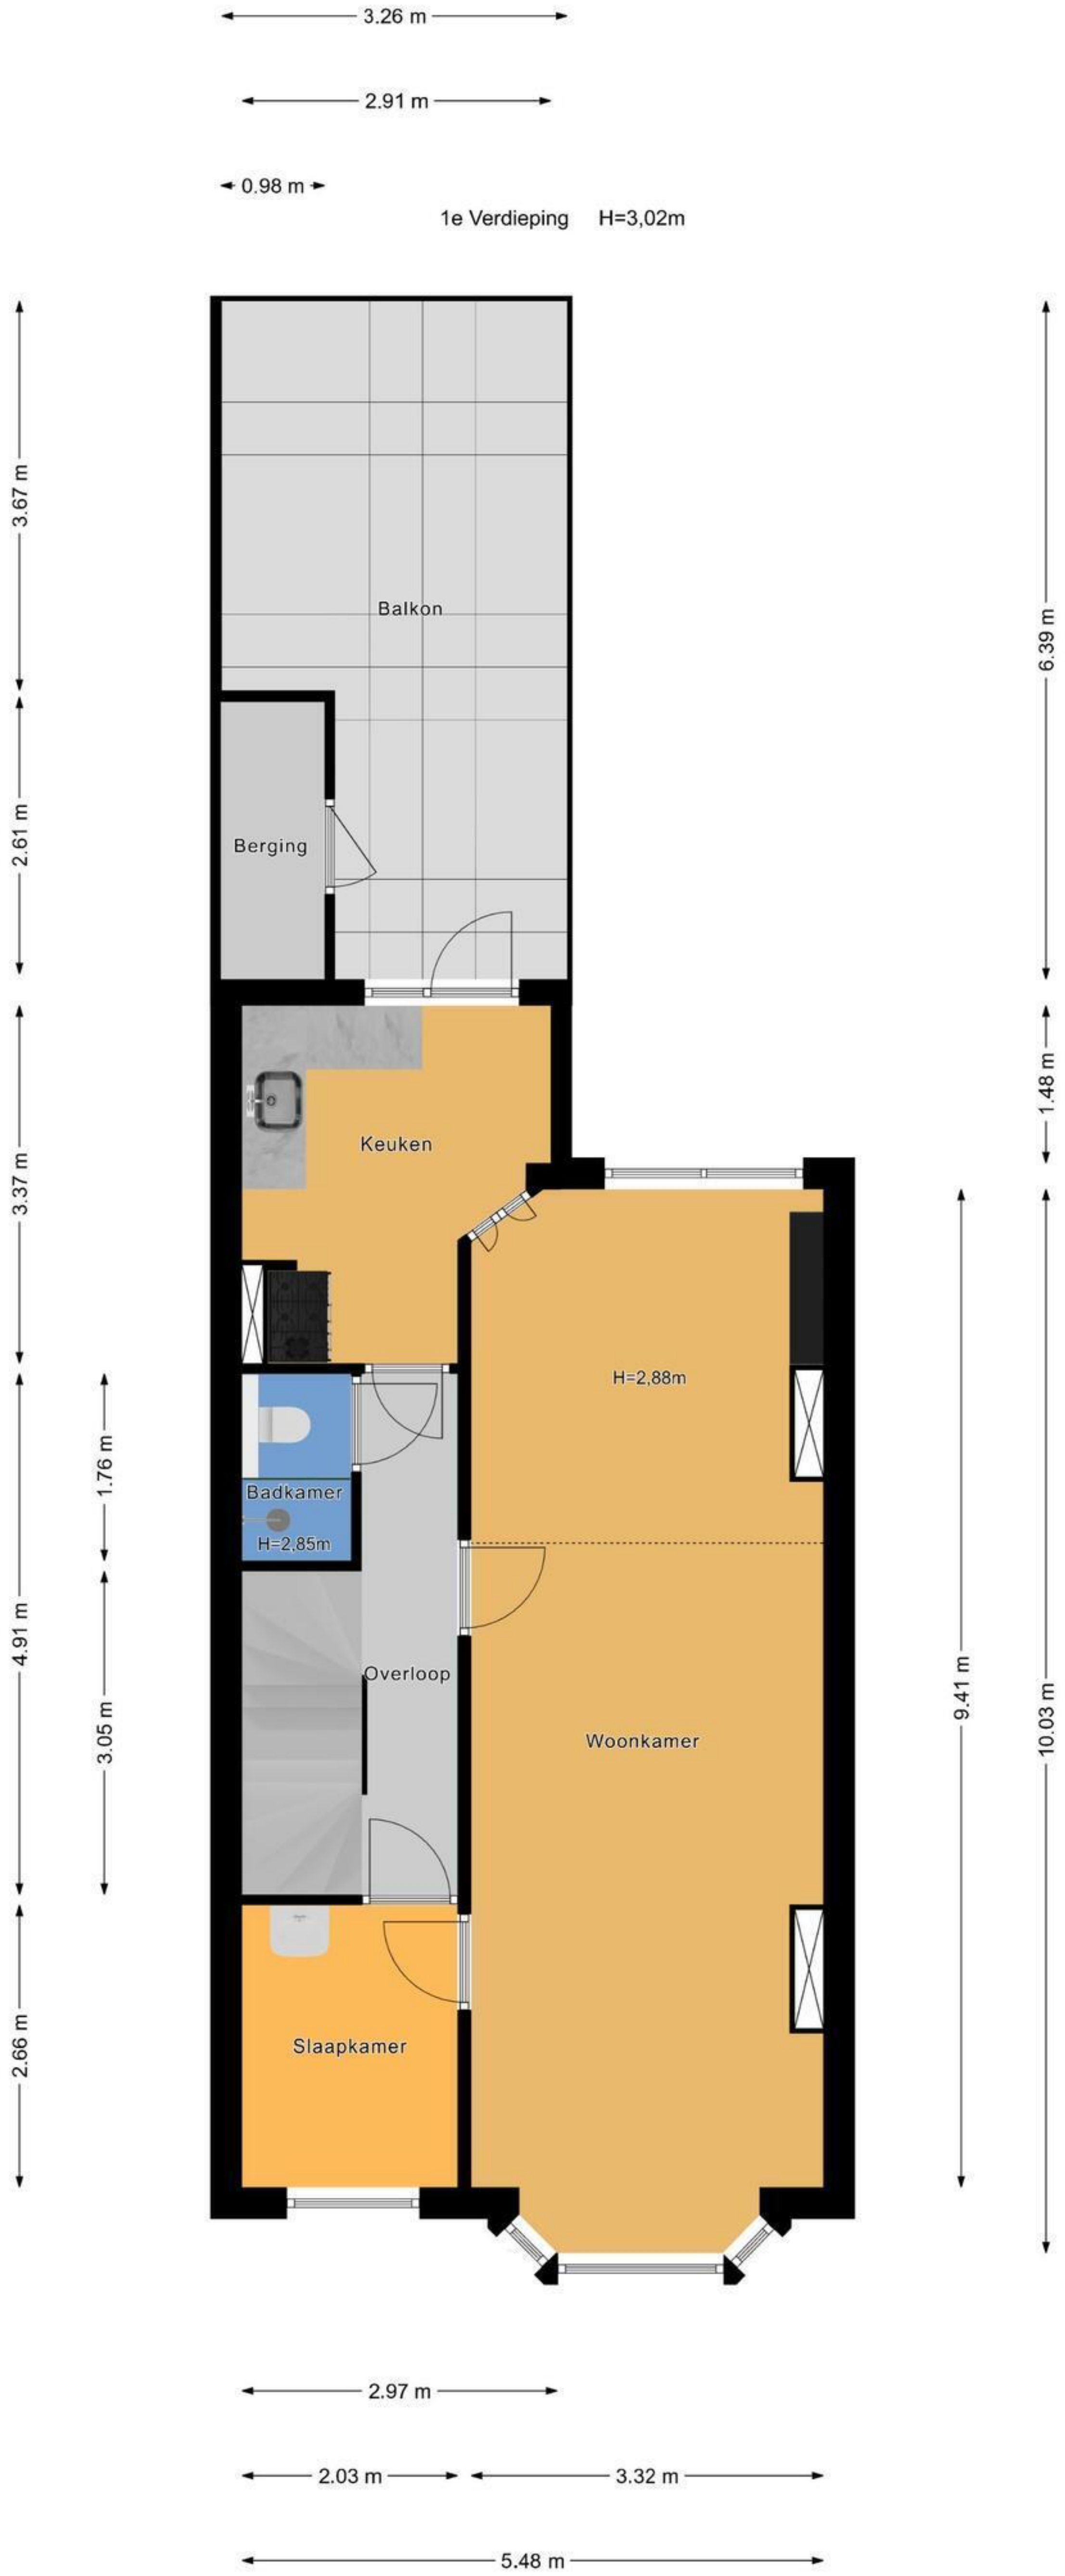 3.26 m
2.91 m
0.98 m
1e Verdieping H=3,02m
3.67 m
6.39 m
Balkon
2.61 m
Berging
1.48 m
Keuken
3.37 m
H=2,88m
1.76 m
Badkamer
H=2,85m
4.91 m
Overloop
9.41 m
10.03 m
3.05 m
Woonkamer
2.66 m
Slaapkamer
2.97 m
2.03 m
3.32 m
5.48 m